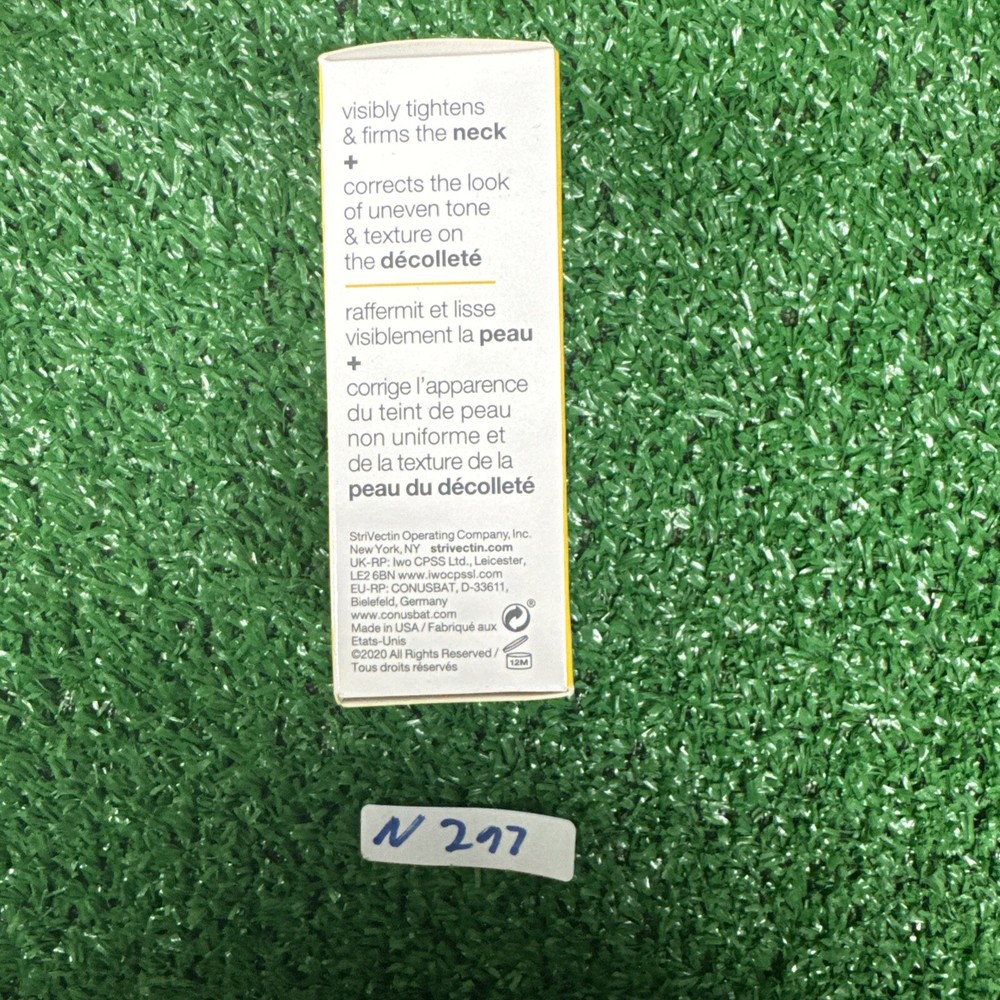 visibly tightens
& firms the neck
+
corrects the look
of uneven tone
& texture on
the décolleté
raffermit et lisse
visiblement la peau
+
corrige l'apparence
du teint de peau
non uniforme et
de la texture de la
peau du décolleté
StriVectin Operating Company, Inc.
New York, NY strivectin.com
UK-RP: Iwo CPSS Ltd., Leicester,
LE2 6BN www.iwocpssl.com
EU-RP: CONUSBAT, D-33611,
Bielefeld, Germany
www.conusbat.com
Made in USA / Fabriqué aux
Etats-Unis
©2020 All Rights Reserved /
Tous droits réservés
®
12M
N 297